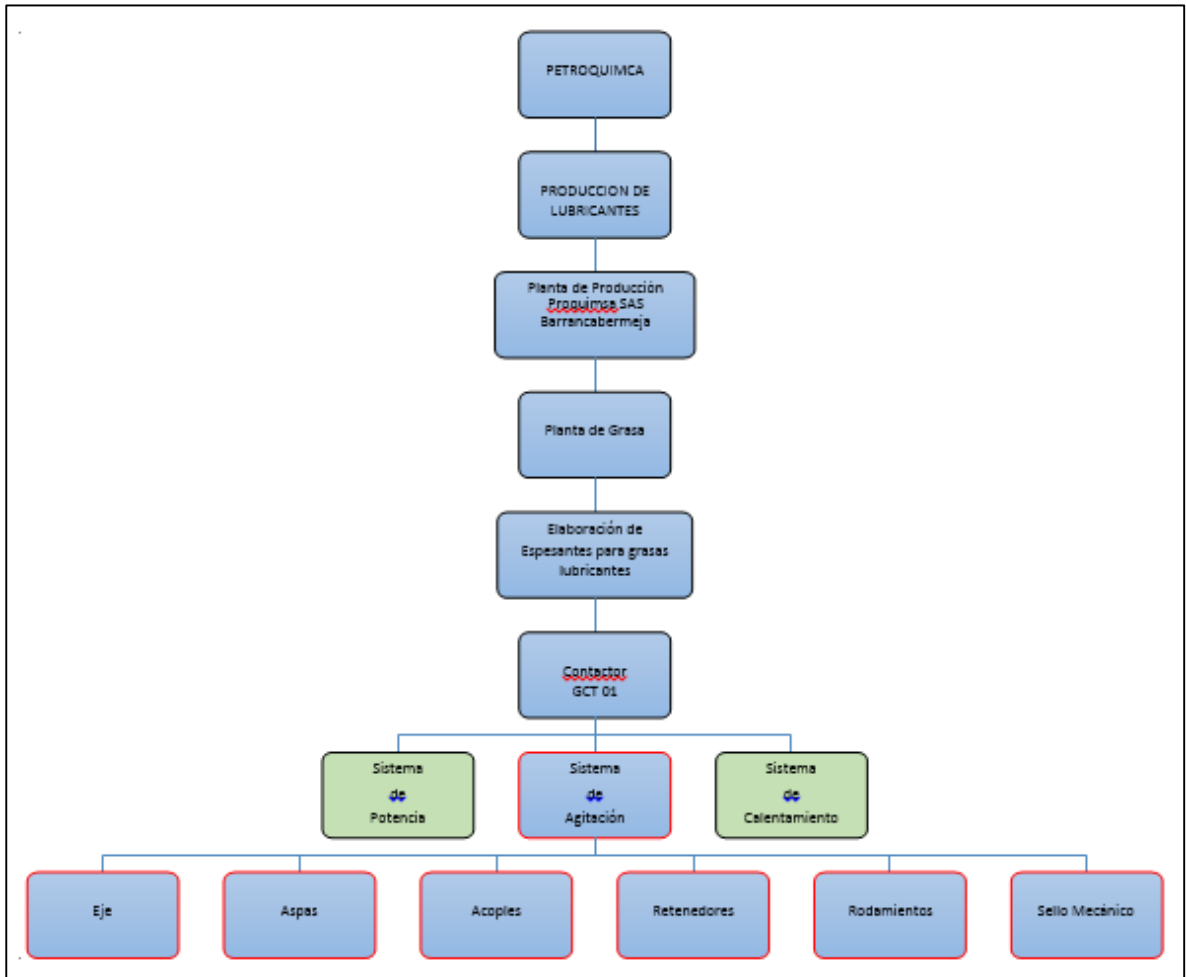 PETROQUIMCA
PRODUCCION DE
LUBRICANTES
Planta de Producción
Proquimsa SAS
Barrancabermeja
Planta de Grasa
Elaboración de
Espesantes para grasas
lubricantes
Contactor
GCT 01
Sistema
de
Potencia
Sistema
de
Agitación
Sistema
de
Calentamiento
Eje
Aspas
Acoples
Retenedores
Rodamientos
Sello Mecánico